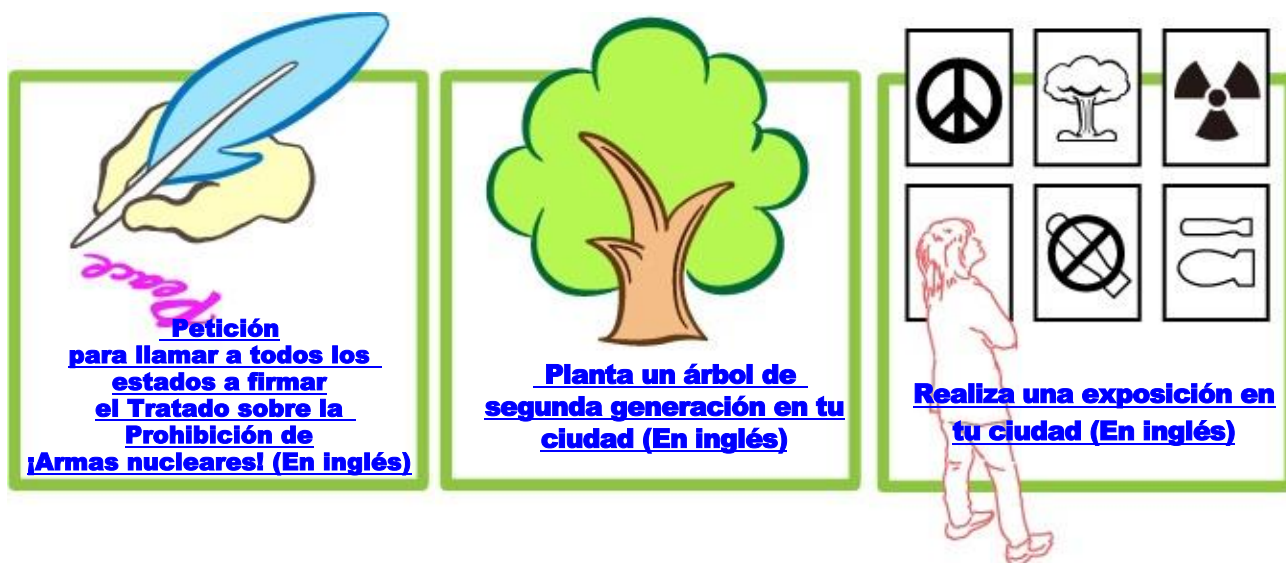 Peace
Petición
para llamar a todos los
estados a firmar
el Tratado sobre la
Prohibición de
¡Armas nucleares! (En inglés)
Planta un árbol de
segunda generación en tu
ciudad (En inglés)
Realiza una exposición en
tu ciudad (En inglés)